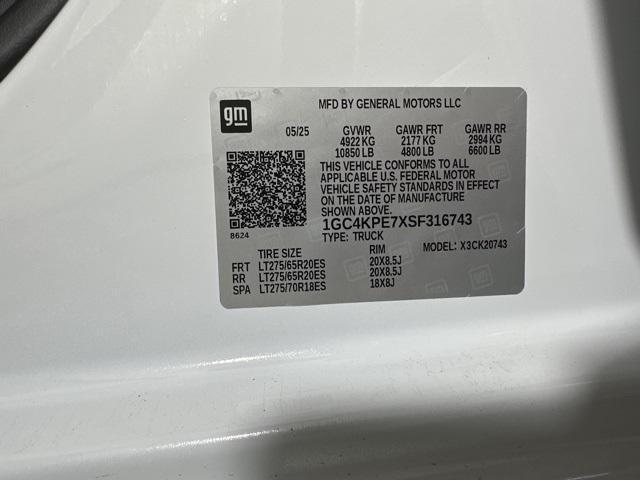 gm
MFD BY GENERAL MOTORS LLC
05/25 GVWR GAWR FRT GAWR RR
4922 KG 2177 KG 2994 KG
10850 LB 4800 LB 6600 LB
THIS VEHICLE CONFORMS TO ALL
APPLICABLE U.S. FEDERAL MOTOR
VEHICLE SAFETY STANDARDS IN EFFECT
ON THE DATE OF MANUFACTURE
SHOWN ABOVE.
8624
1GC4KPE7XSF316743
TYPE: TRUCK MODEL: X3CK20743
TIRE SIZE RIM
FRT LT275/65R20ES 20X8.5J
RR LT275/65R20ES 20X8.5J
SPA LT275/70R18ES 18X8J